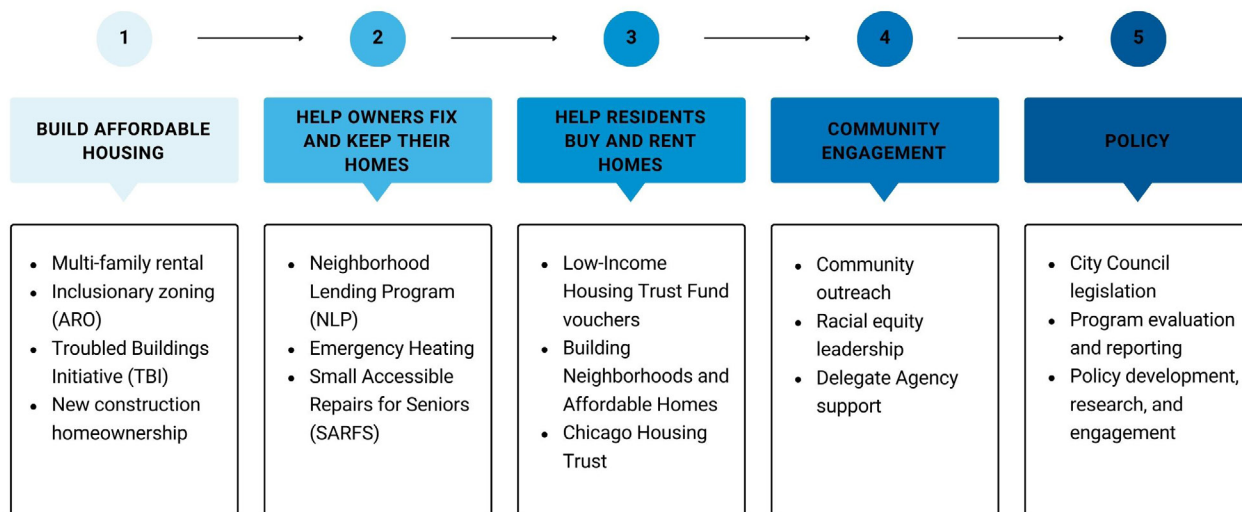 1
2
3
4
5
BUILD AFFORDABLE
HOUSING
HELP OWNERS FIX
AND KEEP THEIR
HOMES
HELP RESIDENTS
BUY AND RENT
HOMES
COMMUNITY
ENGAGEMENT
POLICY
• Multi-family rental
• Inclusionary zoning
(ARO)
• Troubled Buildings
Initiative (TBI)
• New construction
homeownership
• Neighborhood
Lending Program
(NLP)
• Emergency Heating
• Small Accessible
Repairs for Seniors
(SARFS)
• Low-Income
Housing Trust Fund
vouchers
• Building
Neighborhoods and
Affordable Homes
• Chicago Housing
Trust
• Community
outreach
• Racial equity
leadership
• Delegate Agency
support
• City Council
legislation
• Program evaluation
and reporting
• Policy development,
research, and
engagement